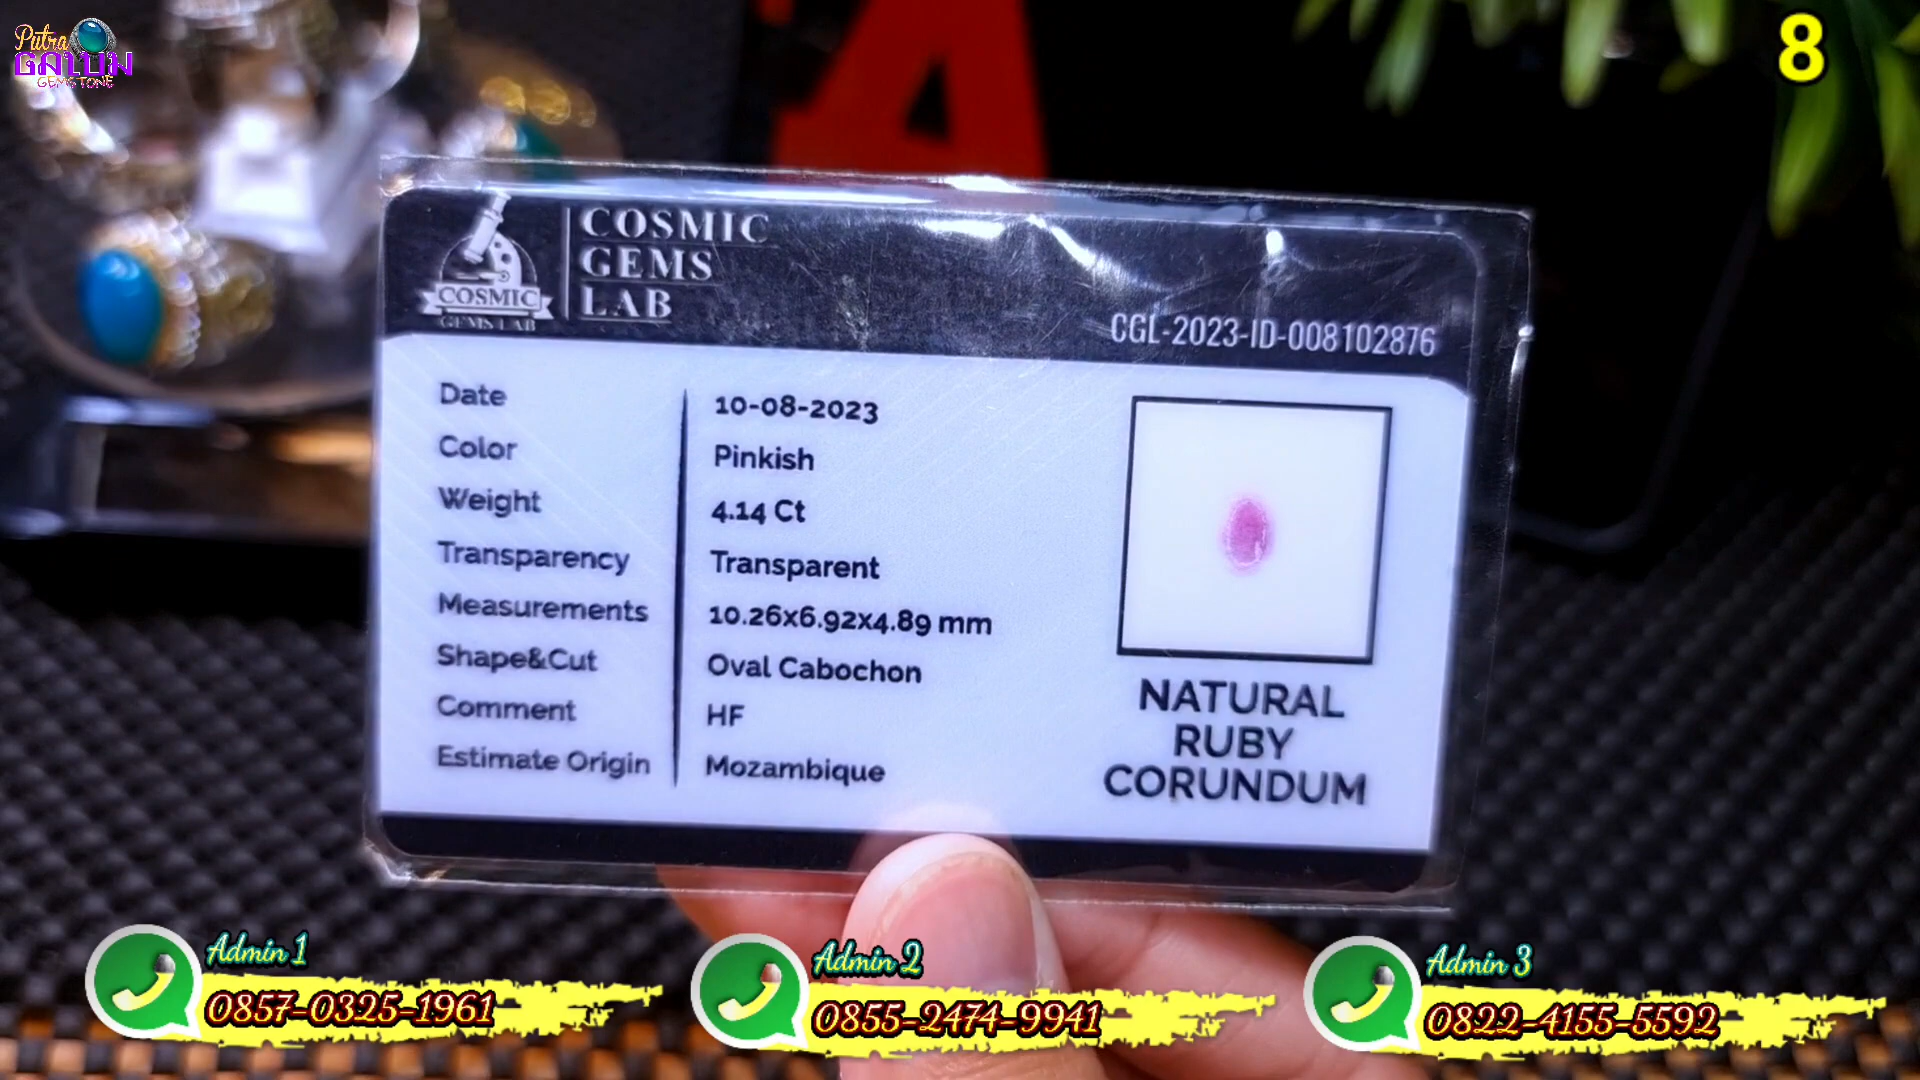 Putra
GALUN
GEMSTONE
8
COSMIC
GEMS
LAB
COSMIC
GEMS LAB
CGL-2023-ID-008102876
Date 10-08-2023
Color Pinkish
Weight 4.14 Ct
Transparency Transparent
Measurements 10.26x6.92x4.89 mm
Shape&Cut Oval Cabochon
Comment HF
Estimate Origin Mozambique
NATURAL
RUBY
CORUNDUM
Admin 1
0857-0325-1961
Admin 2
0855-2474-9941
Admin 3
0822-4155-5592